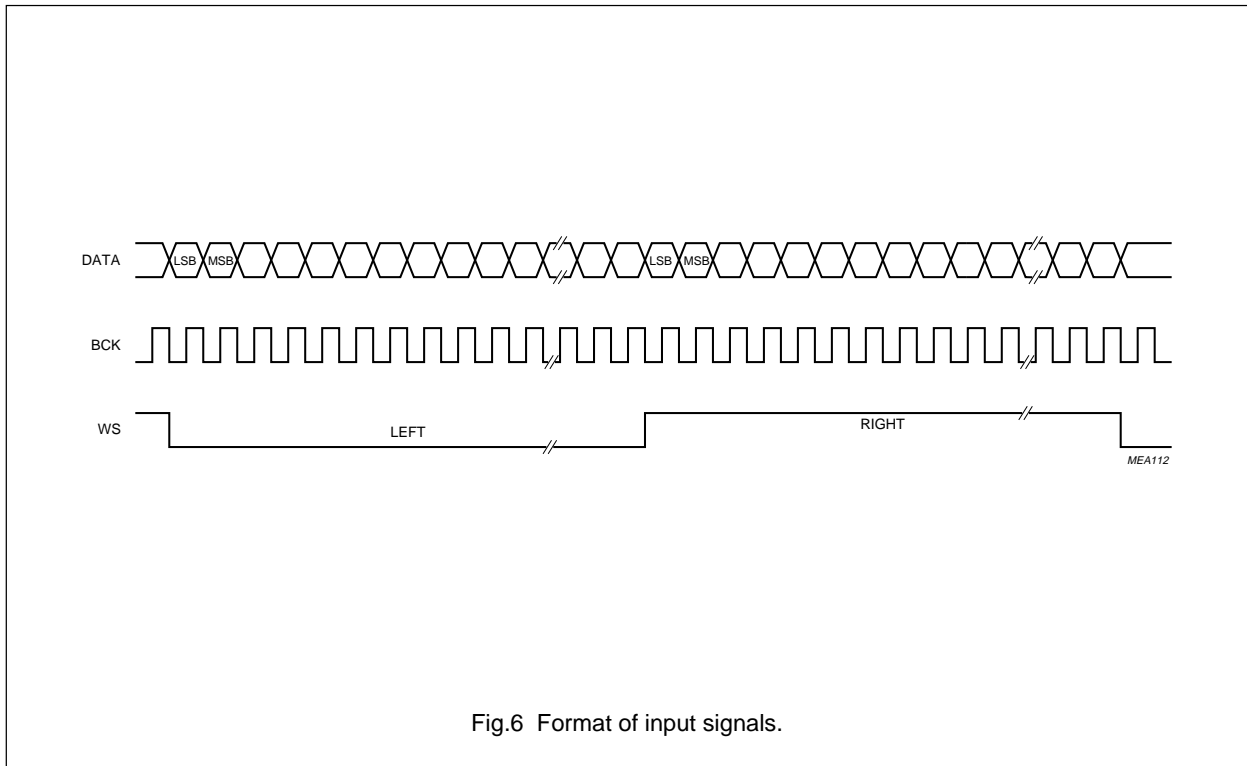 DATA
LSB MSB LSB MSB
BCK
WS
LEFT RIGHT
MEA112
Fig.6 Format of input signals.